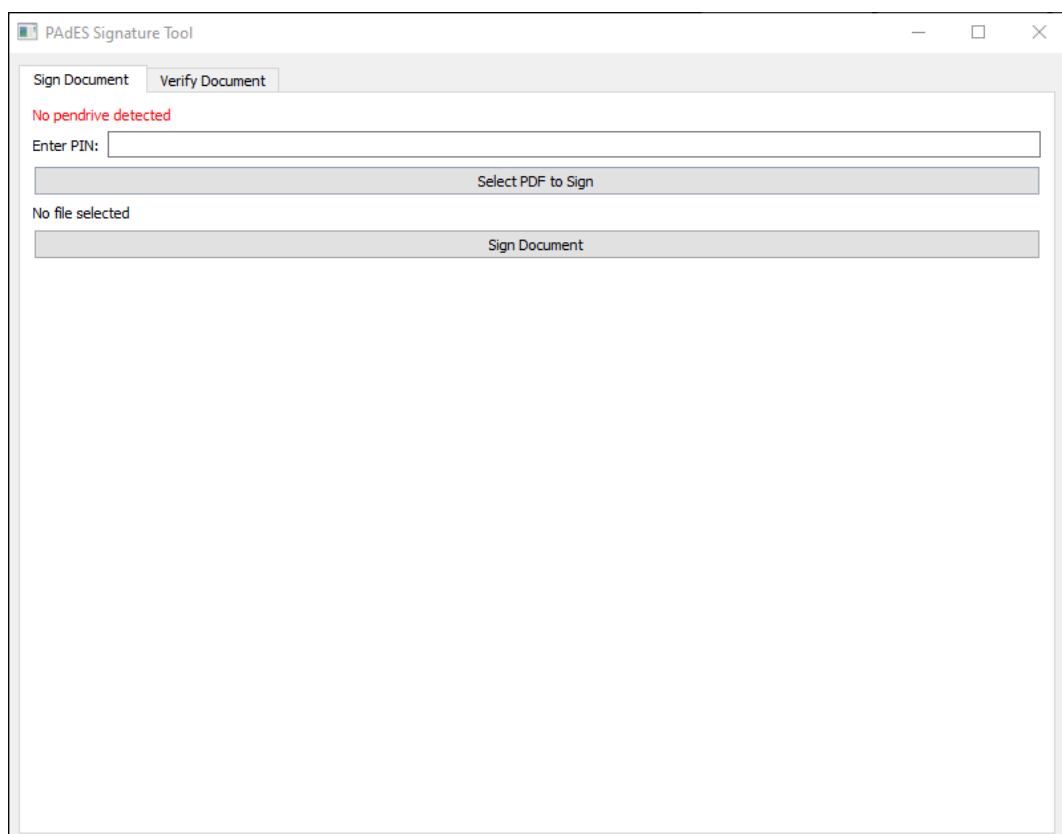 PAdES Signature Tool
Sign Document Verify Document
No pendrive detected
Enter PIN:
Select PDF to Sign
No file selected
Sign Document